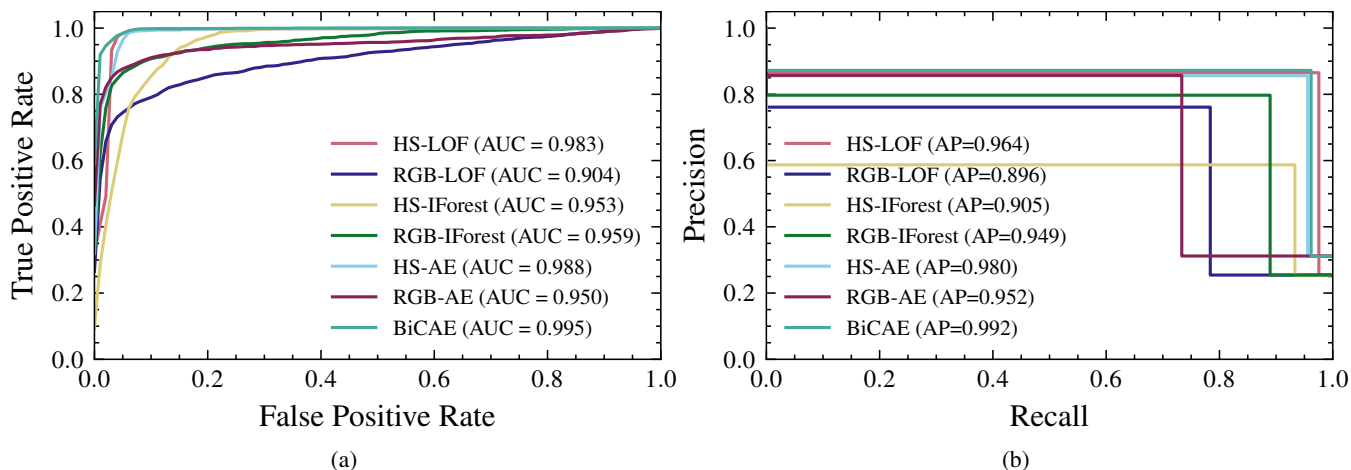 1.0
0.8
0.6
0.4
0.2
0.0
True Positive Rate
HS-LOF (AUC = 0.983)
RGB-LOF (AUC = 0.904)
HS-IForest (AUC = 0.953)
RGB-IForest (AUC = 0.959)
HS-AE (AUC = 0.988)
RGB-AE (AUC = 0.950)
BiCAE (AUC = 0.995)
0.0 0.2 0.4 0.6 0.8 1.0
False Positive Rate
(a)
1.0
0.8
0.6
0.4
0.2
0.0
Precision
HS-LOF (AP=0.964)
RGB-LOF (AP=0.896)
HS-IForest (AP=0.905)
RGB-IForest (AP=0.949)
HS-AE (AP=0.980)
RGB-AE (AP=0.952)
BiCAE (AP=0.992)
0.0 0.2 0.4 0.6 0.8 1.0
Recall
(b)